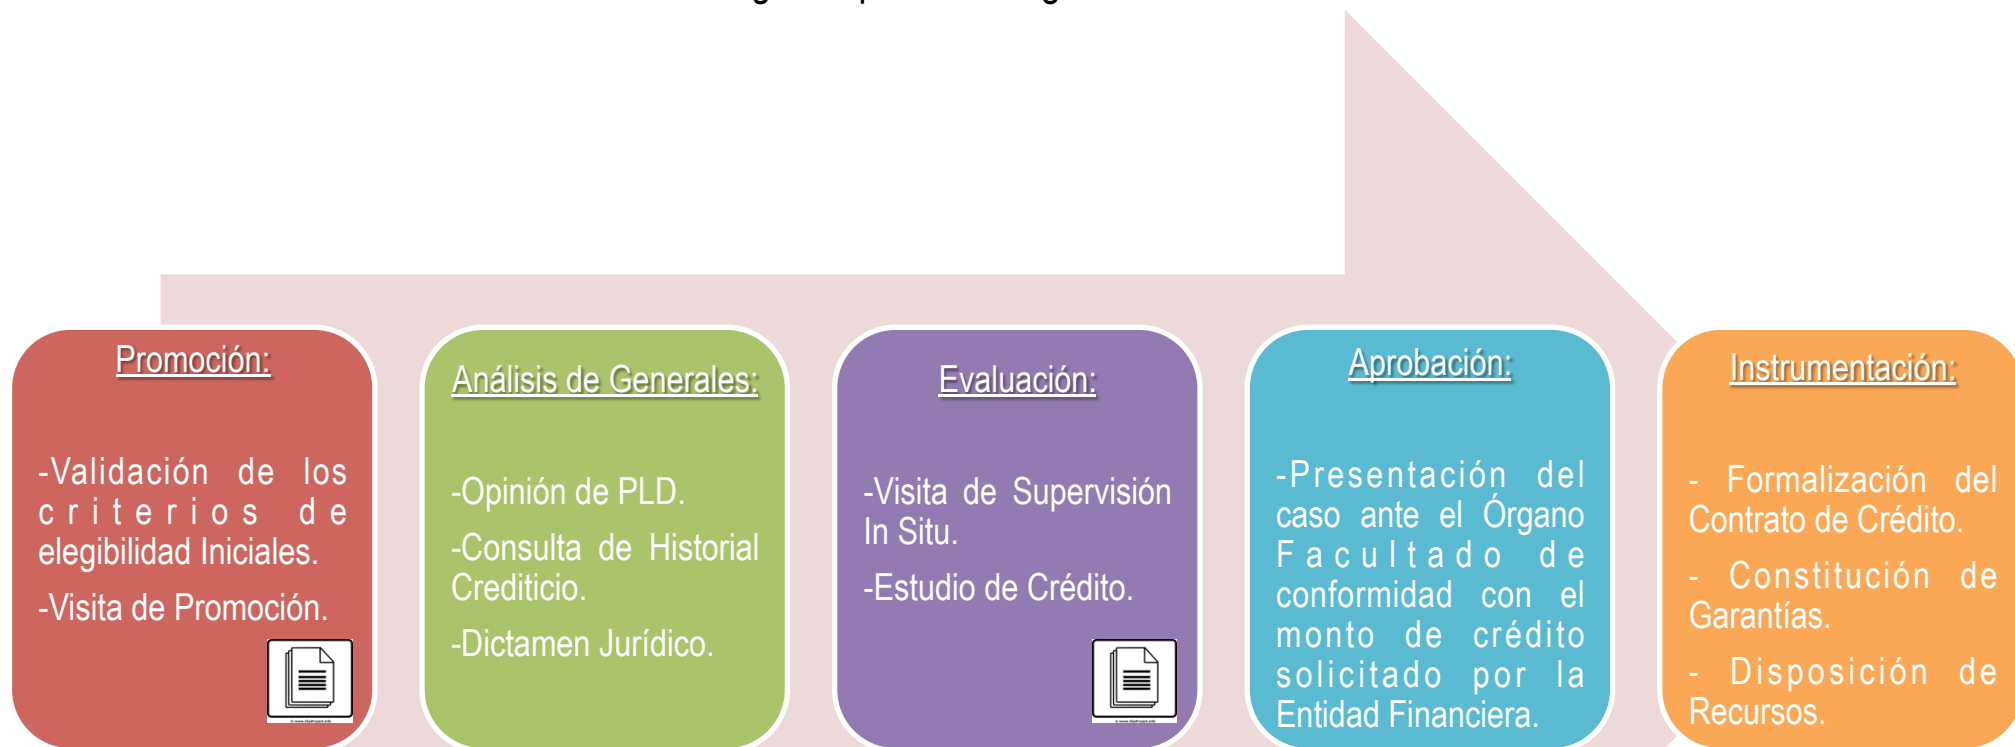 Promoción:
-Validación de los
criterios de
elegibilidad Iniciales.
-Visita de Promoción.
Análisis de Generales:
-Opinión de PLD.
-Consulta de Historial
Crediticio.
-Dictamen Jurídico.
Evaluación:
-Visita de Supervisión
In Situ.
-Estudio de Crédito.
Aprobación:
-Presentación del
caso ante el Órgano
Facultado de
conformidad con el
monto de crédito
solicitado por la
Entidad Financiera.
Instrumentación:
- Formalización del
Contrato de Crédito.
- Constitución de
Garantías.
- Disposición de
Recursos.